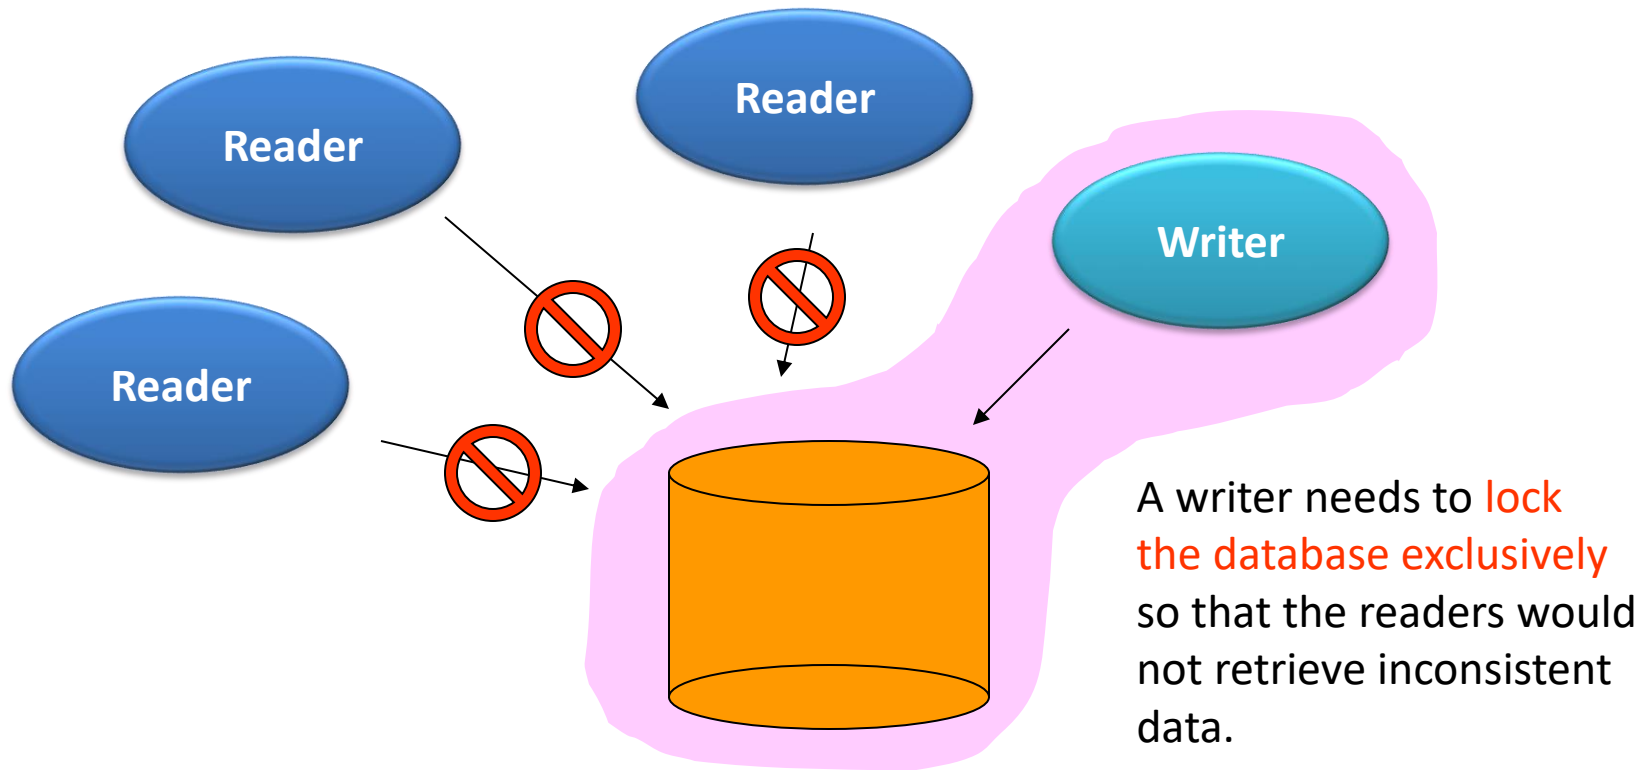 Reader
Reader
Writer
Reader
A writer needs to lock
the database exclusively
so that the readers would
not retrieve inconsistent
data.